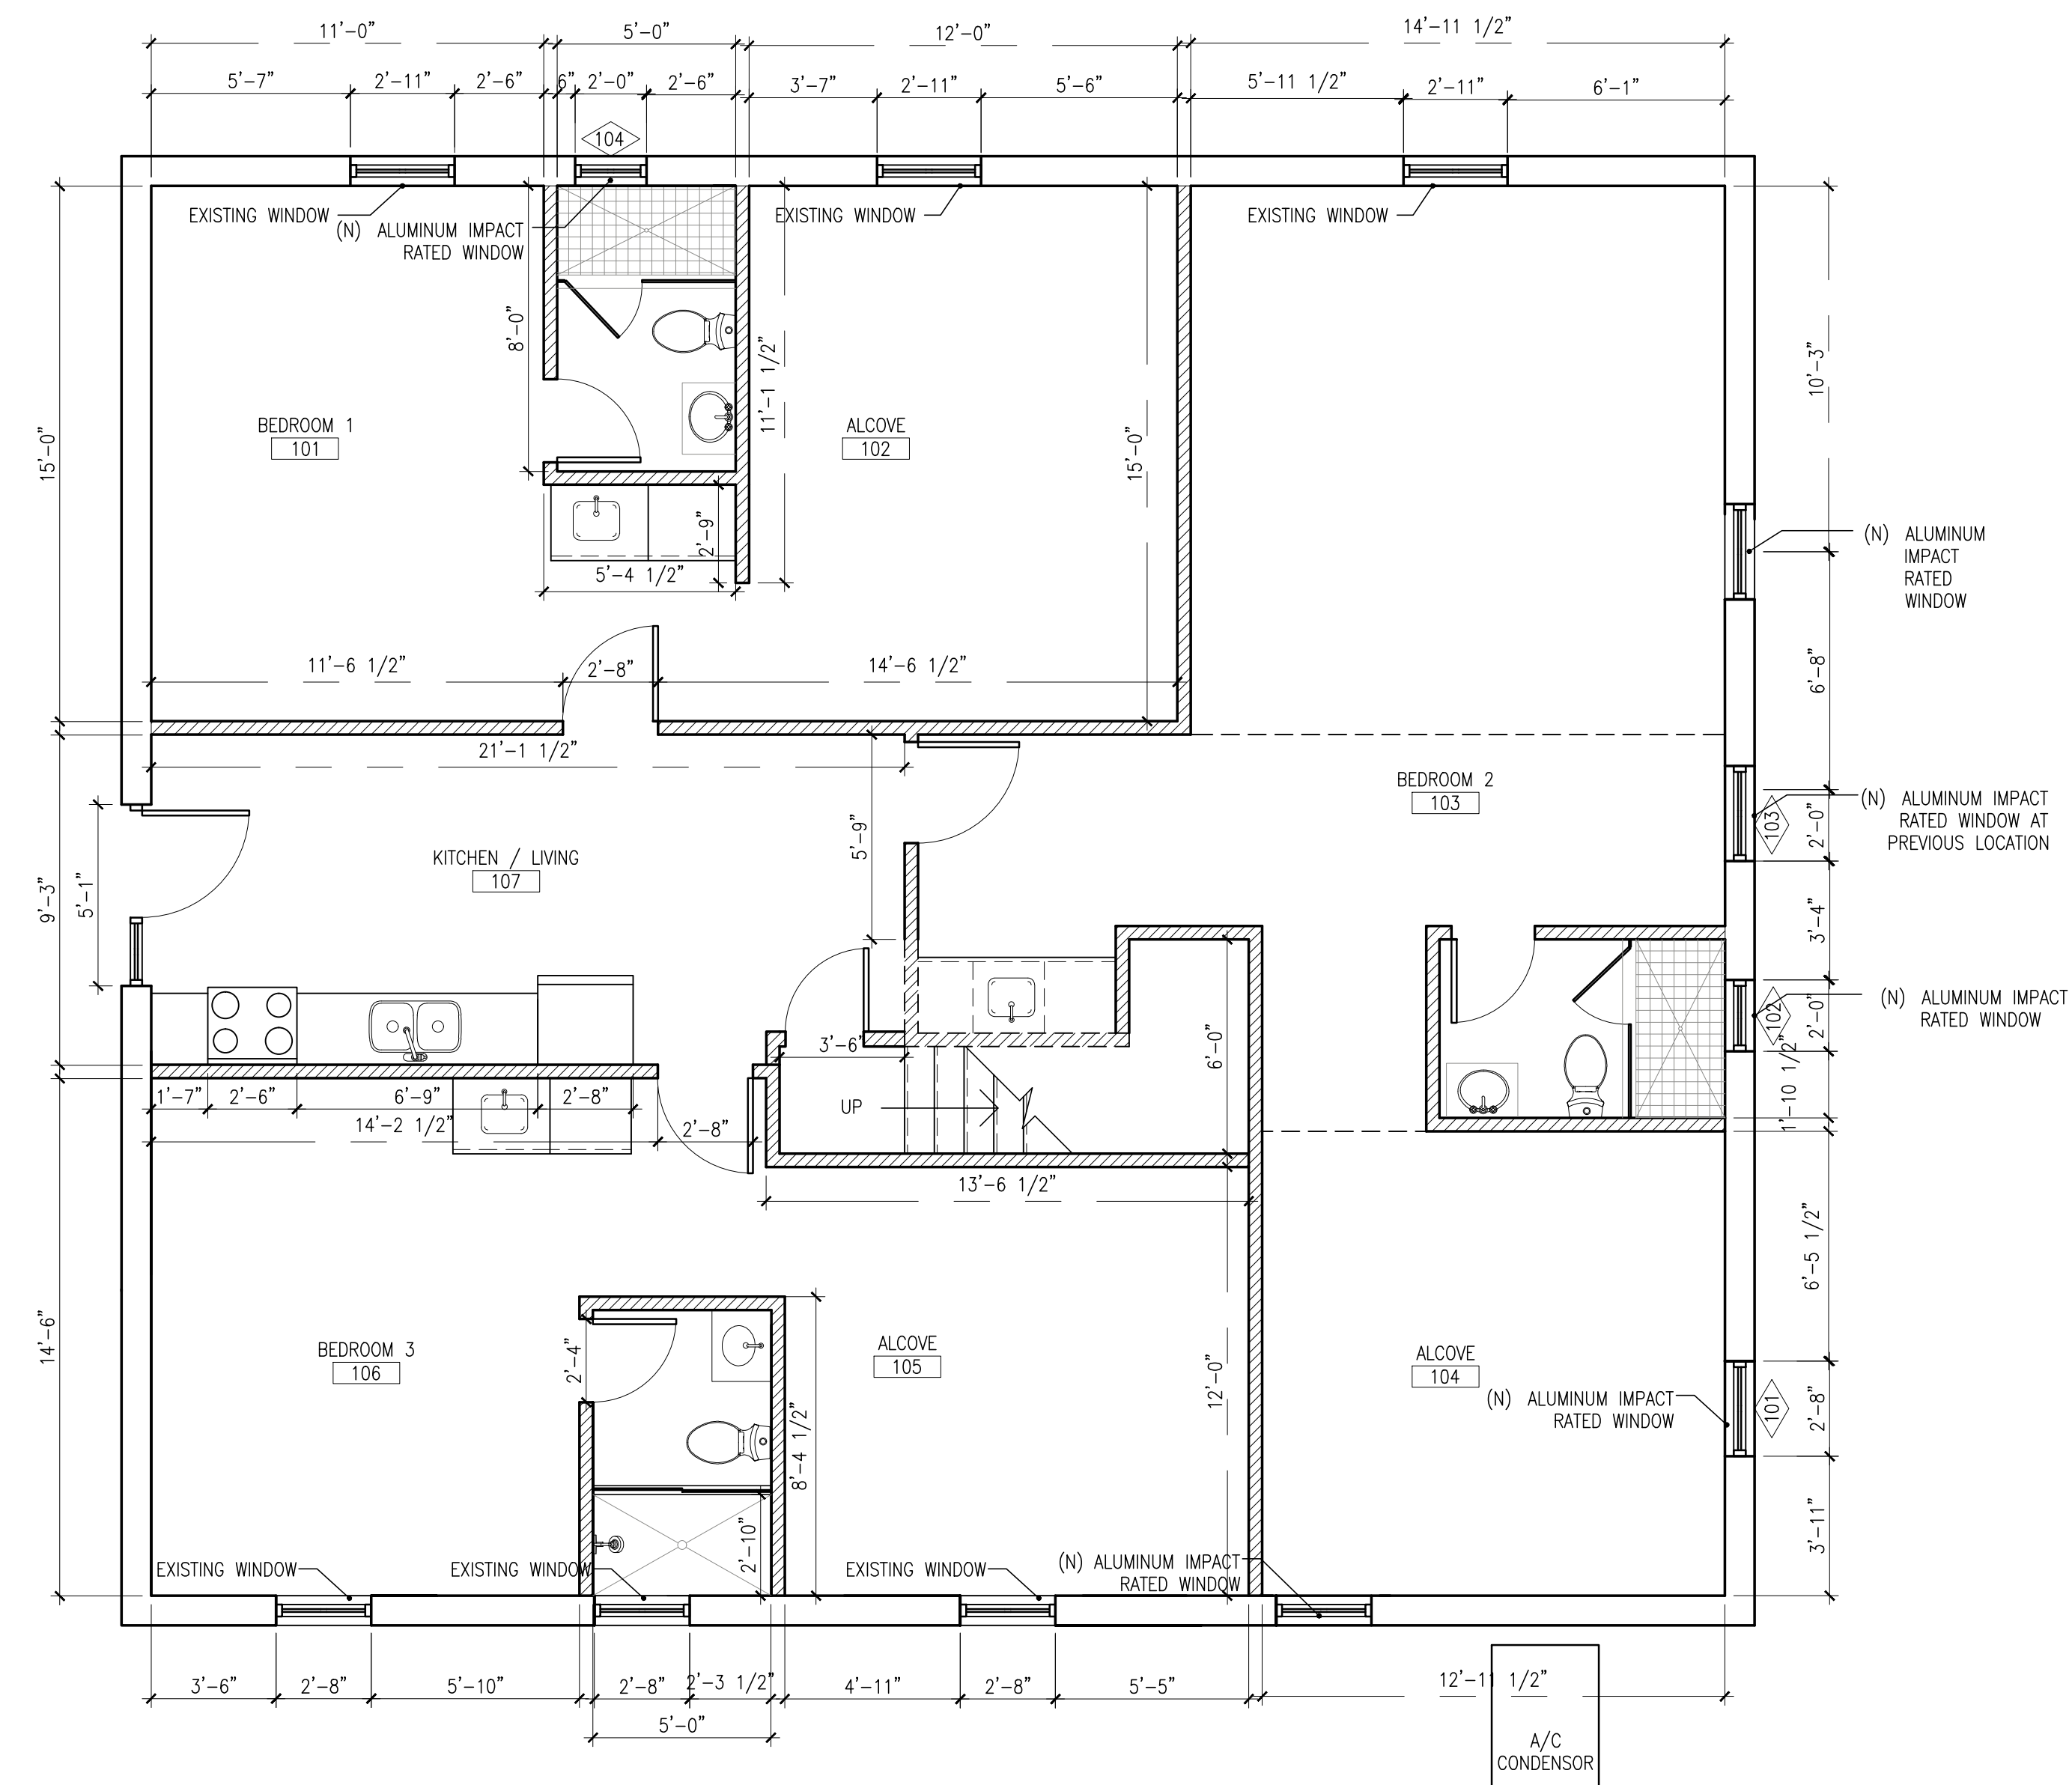 11'-0"
5'-0"
12'-0"
14'-11 1/2"
5'-7"
2'-11"
2'-6"
6"
2'-0"
2'-6"
3'-7"
2'-11"
5'-6"
5'-11 1/2"
2'-11"
6'-1"
104
EXISTING WINDOW
(N) ALUMINUM IMPACT
RATED WINDOW
EXISTING WINDOW
EXISTING WINDOW
15'-0"
8'-0"
11'-1 1/2"
15'-0"
10'-3"
BEDROOM 1
101
ALCOVE
102
2'-9"
5'-4 1/2"
(N) ALUMINUM
IMPACT
RATED
WINDOW
11'-6 1/2"
2'-8"
14'-6 1/2"
6'-8"
21'-1 1/2"
BEDROOM 2
103
(N) ALUMINUM IMPACT
RATED WINDOW AT
PREVIOUS LOCATION
103
2'-0"
5'-9"
KITCHEN / LIVING
107
9'-3"
5'-1"
3'-4"
102
2'-0"
(N) ALUMINUM IMPACT
RATED WINDOW
3'-6"
6'-0"
1'-10 1/2"
1'-7"
2'-6"
6'-9"
2'-8"
14'-2 1/2"
2'-8"
UP
13'-6 1/2"
6'-5 1/2"
14'-6"
BEDROOM 3
106
2'-4"
ALCOVE
105
12'-0"
ALCOVE
104
(N) ALUMINUM IMPACT
RATED WINDOW
101
2'-8"
8'-4 1/2"
2'-10"
3'-11"
EXISTING WINDOW
EXISTING WINDOW
EXISTING WINDOW
(N) ALUMINUM IMPACT
RATED WINDOW
3'-6"
2'-8"
5'-10"
2'-8"
2'-3 1/2"
4'-11"
2'-8"
5'-5"
12'-11 1/2"
5'-0"
A/C
CONDENSOR